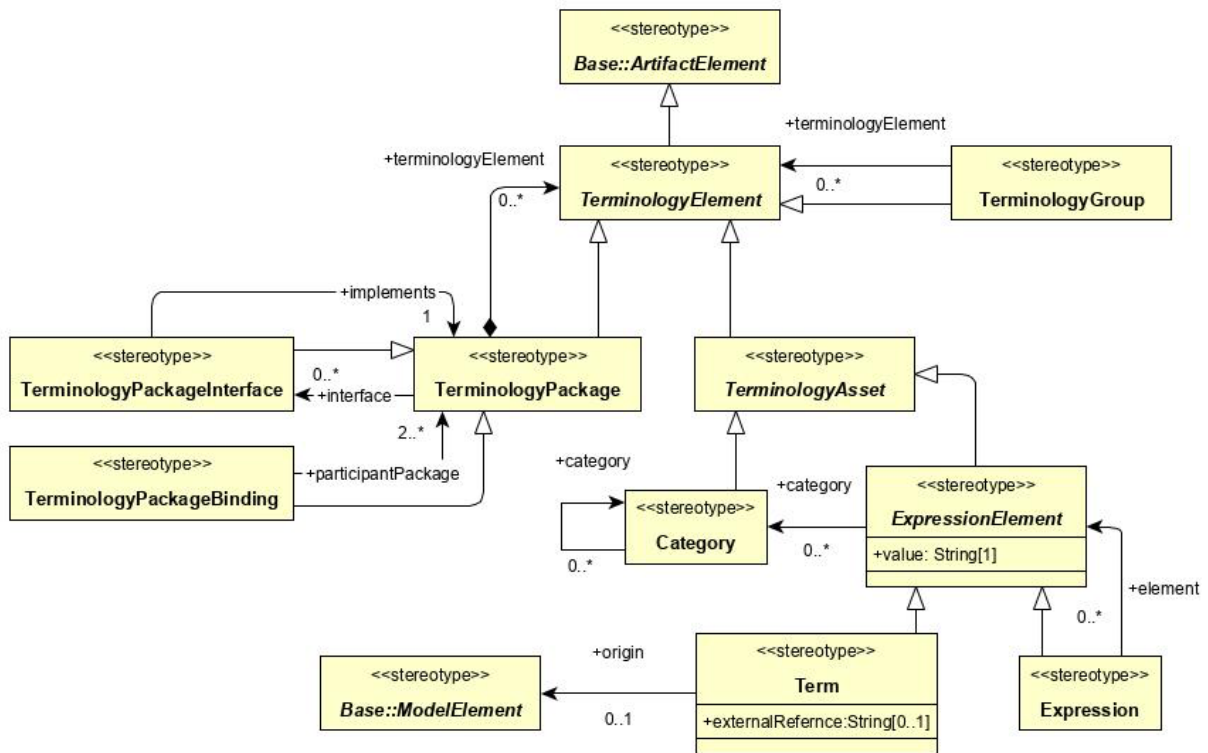 <<stereotype>>
Base::ArtifactElement
+terminologyElement
+terminologyElement
<<stereotype>>
TerminologyElement
0..*
0..*
<<stereotype>>
TerminologyGroup
+implements
1
<<stereotype>>
TerminologyPackageInterface
0..*
+interface
<<stereotype>>
TerminologyPackage
<<stereotype>>
TerminologyAsset
2..*
<<stereotype>>
TerminologyPackageBinding
+participantPackage
+category
<<stereotype>>
Category
0..*
+category
0..*
<<stereotype>>
ExpressionElement
+value: String[1]
+element
0..*
+origin
0..1
<<stereotype>>
Base::ModelElement
<<stereotype>>
Term
+externalRefernce:String[0..1]
<<stereotype>>
Expression